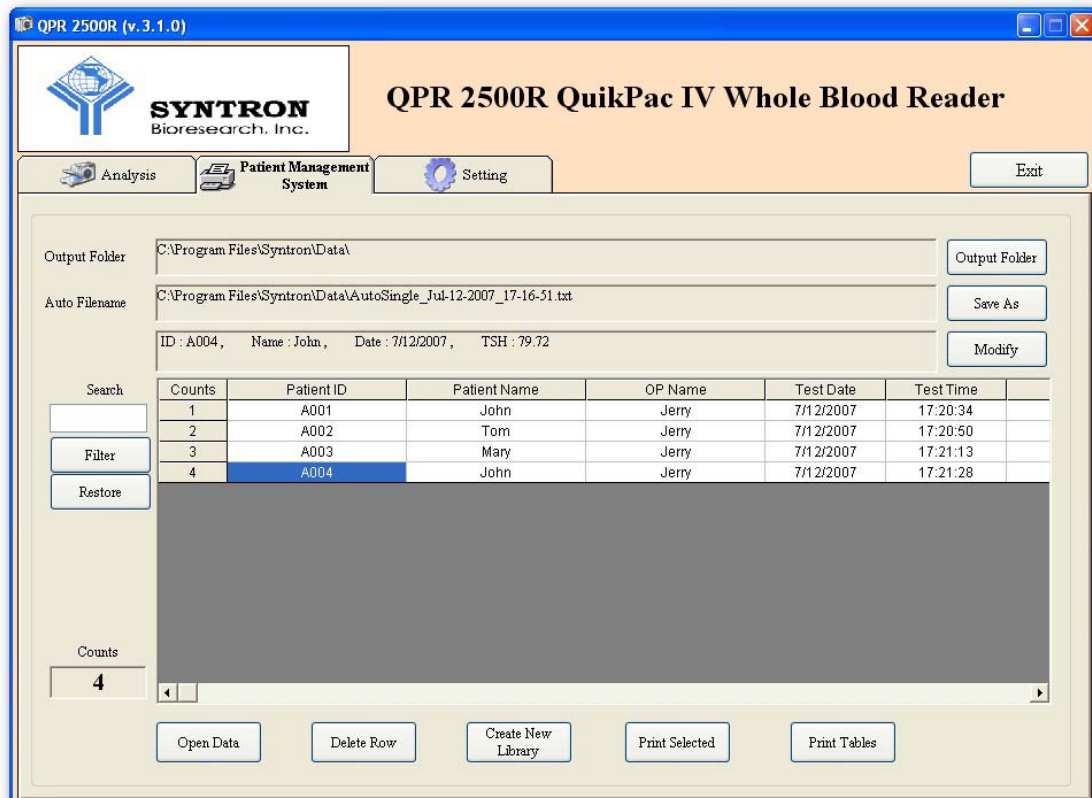 QPR 2500R (v.3.1.0)
SYNTRON
Bioresearch, Inc.
QPR 2500R QuikPac IV Whole Blood Reader
Analysis
Patient Management
System
Setting
Exit
Output Folder
C:\Program Files\Syntron\Data\
Output Folder
Auto Filename
C:\Program Files\Syntron\Data\AutoSingle_Jul-12-2007_17-16-51.txt
Save As
ID : A004 , Name : John , Date : 7/12/2007 , TSH : 79.72
Modify
Search
Filter
Restore
Counts Patient ID Patient Name OP Name Test Date Test Time
1 A001 John Jerry 7/12/2007 17:20:34
2 A002 Tom Jerry 7/12/2007 17:20:50
3 A003 Mary Jerry 7/12/2007 17:21:13
4 A004 John Jerry 7/12/2007 17:21:28
Counts
4
Open Data
Delete Row
Create New
Library
Print Selected
Print Tables